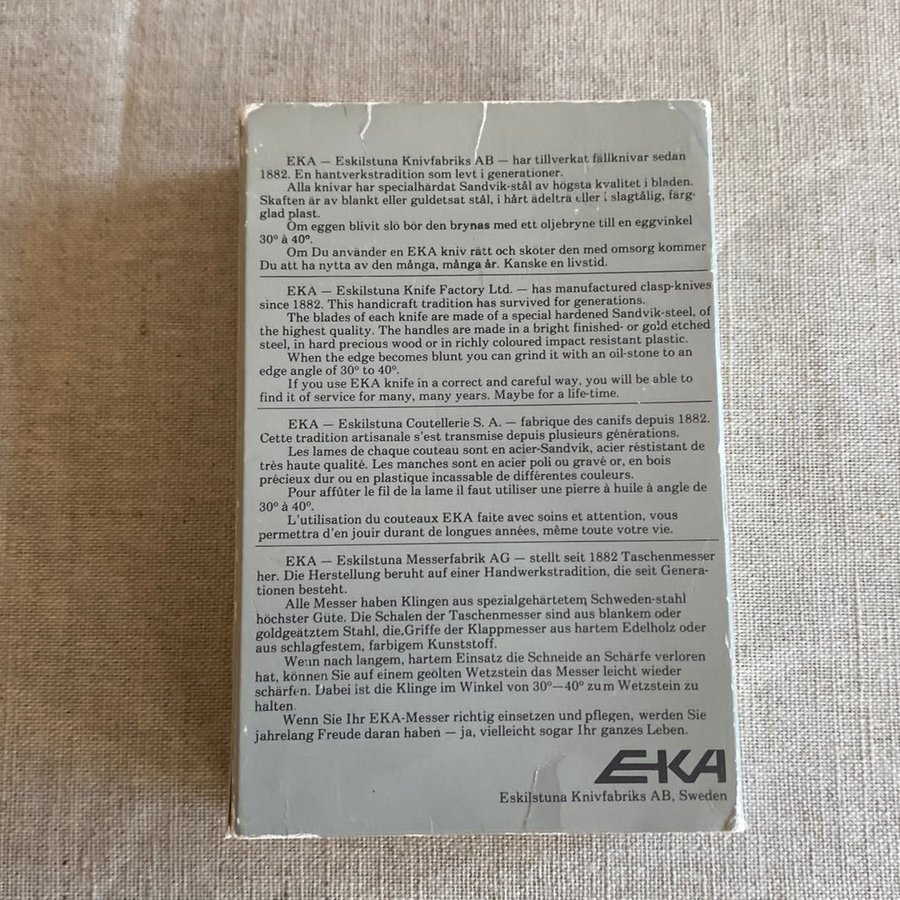 EKA — Eskilstuna Knivfabriks AB — har tillverkat fällknivar sedan
1882. En hantverkstradition som levt i generationer.
Alla knivar har specialhärdat Sandvik-stål av högsta kvalitet i bladen.
Skaften är av blankt eller guldetsat stål, i hårt ädelträ eller i slagtålig, färg-
glad plast.
Om eggen blivit slö bör den brynas med ett oljebryne till en eggvinkel
30° à 40°.
Om Du använder en EKA kniv rätt och sköter den med omsorg kommer
Du att ha nytta av den många, många år. Kanske en livstid.
EKA — Eskilstuna Knife Factory Ltd. — has manufactured clasp-knives
since 1882. This handicraft tradition has survived for generations.
The blades of each knife are made of a special hardened Sandvik-steel, of
the highest quality. The handles are made in a bright finished- or gold etched
steel, in hard precious wood or in richly coloured impact resistant plastic.
When the edge becomes blunt you can grind it with an oil-stone to an
edge angle of 30° to 40°.
If you use EKA knife in a correct and careful way, you will be able to
find it of service for many, many years. Maybe for a life-time.
EKA — Eskilstuna Coutellerie S. A. — fabrique des canifs depuis 1882.
Cette tradition artisanale s'est transmise depuis plusieurs générations.
Les lames de chaque couteau sont en acier-Sandvik, acier réstistant de
très haute qualité. Les manches sont en acier poli ou gravé or, en bois
précieux dur ou en plastique incassable de différentes couleurs.
Pour affûter le fil de la lame il faut utiliser une pierre à huile à angle de
30° à 40°.
L'utilisation du couteaux EKA faite avec soins et attention, vous
permettra d'en jouir durant de longues années, même toute votre vie.
EKA — Eskilstuna Messerfabrik AG — stellt seit 1882 Taschenmesser
her. Die Herstellung beruht auf einer Handwerkstradition, die seit Genera-
tionen besteht.
Alle Messer haben Klingen aus spezialgehärtetem Schweden-stahl
höchster Güte. Die Schalen der Taschenmesser sind aus blankem oder
goldgeätztem Stahl, die Griffe der Klappmesser aus hartem Edelholz oder
aus schlagfestem, farbigem Kunststoff.
Wenn nach langem, hartem Einsatz die Schneide an Schärfe verloren
hat, können Sie auf einem geölten Wetzstein das Messer leicht wieder
schärfen. Dabei ist die Klinge im Winkel von 30°—40° zum Wetzstein zu
halten.
Wenn Sie Ihr EKA-Messer richtig einsetzen und pflegen, werden Sie
jahrelang Freude daran haben — ja, vielleicht sogar Ihr ganzes Leben.
EKA
Eskilstuna Knivfabriks AB, Sweden